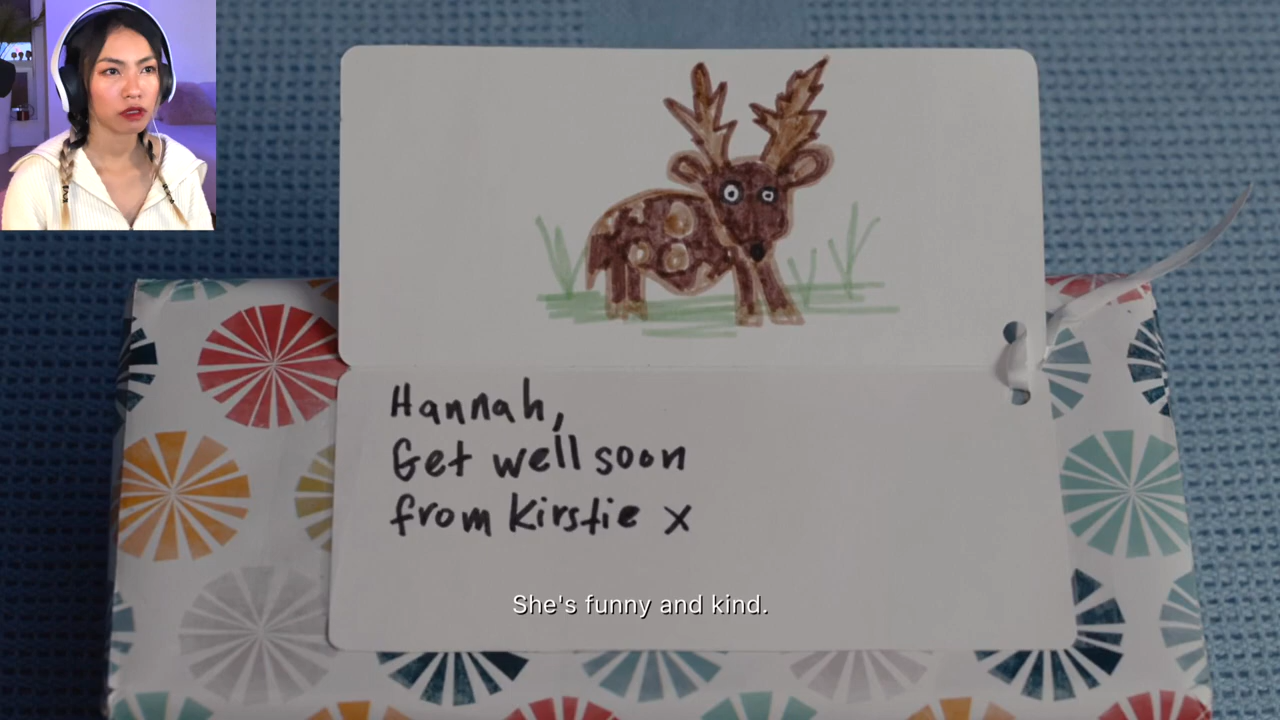 Hannah,
Get well soon
from Kirstie x
She's funny and kind.